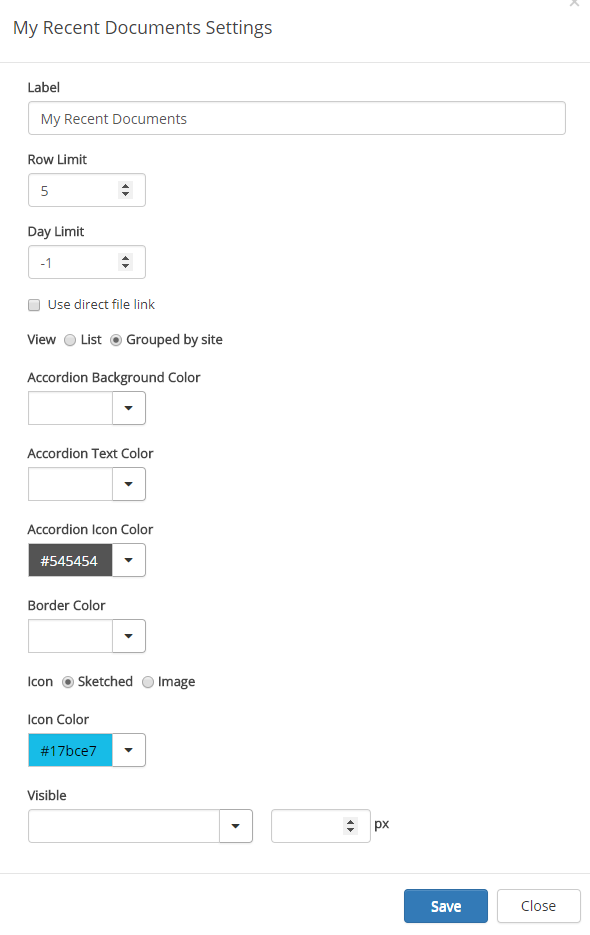 My Recent Documents Settings
Label
My Recent Documents
Row Limit
5
Day Limit
-1
Use direct file link
View List Grouped by site
Accordion Background Color
Accordion Text Color
Accordion Icon Color
#545454
Border Color
Icon Sketched Image
Icon Color
#17bce7
Visible
px
Save Close